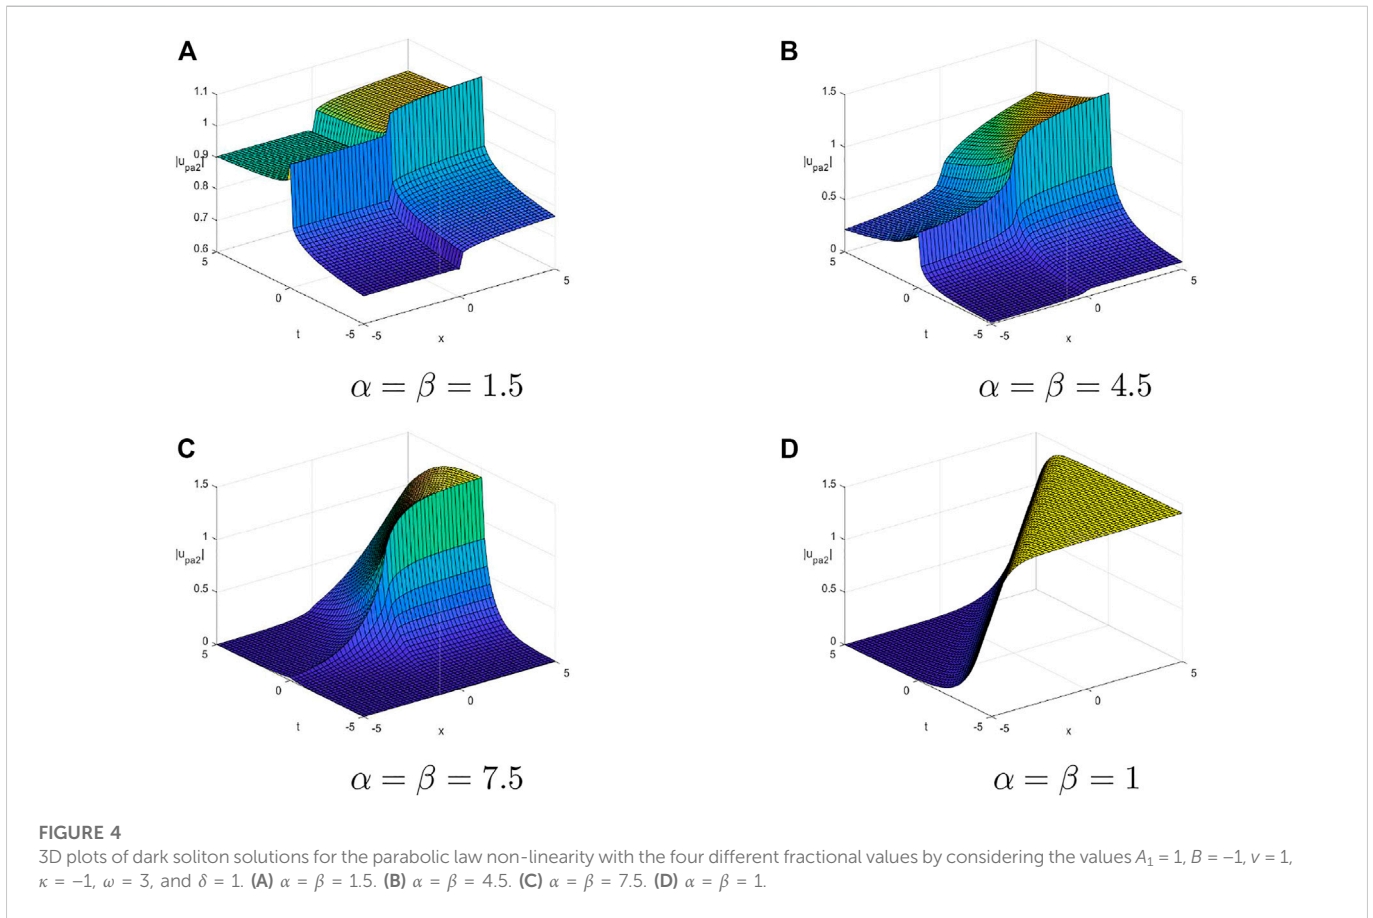 A
1.1
1
0.9
|u_pa2|
0.8
0.7
0.6
5
0
-5
t
-5
0
5
x
α = β = 1.5
B
1.5
1
|u_pa2|
0.5
0
5
0
-5
t
-5
0
5
x
α = β = 4.5
C
1.5
1
|u_pa2|
0.5
0
5
0
-5
t
-5
0
5
x
α = β = 7.5
D
1.5
1
|u_pa2|
0.5
0
5
0
-5
t
-5
0
5
x
α = β = 1
FIGURE 4
3D plots of dark soliton solutions for the parabolic law non-linearity with the four different fractional values by considering the values A₁ = 1, B = –1, v = 1,
κ = –1, ω = 3, and δ = 1. (A) α = β = 1.5. (B) α = β = 4.5. (C) α = β = 7.5. (D) α = β = 1.